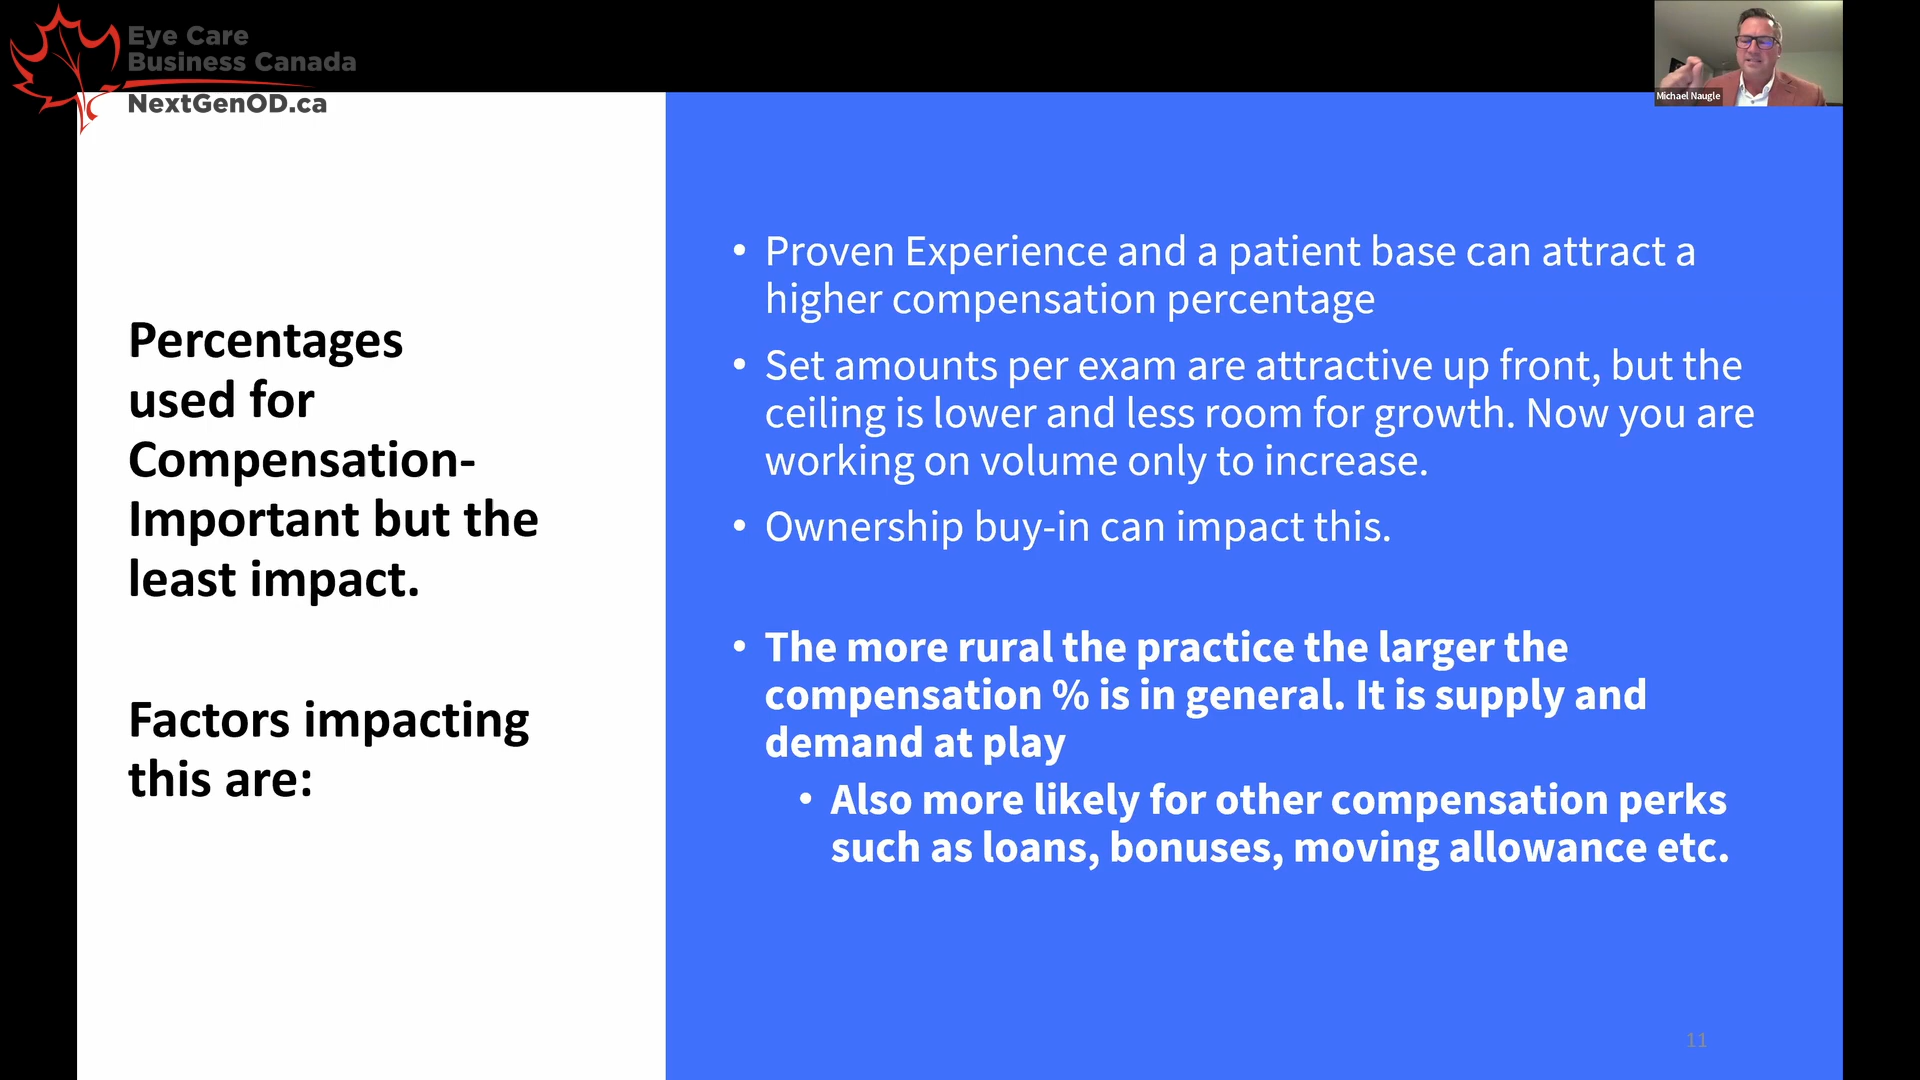 Eye Care
Business Canada
NextGenOD.ca
Michael Naugle
Percentages
used for
Compensation-
Important but the
least impact.
Factors impacting
this are:
• Proven Experience and a patient base can attract a
higher compensation percentage
• Set amounts per exam are attractive up front, but the
ceiling is lower and less room for growth. Now you are
working on volume only to increase.
• Ownership buy-in can impact this.
• The more rural the practice the larger the
compensation % is in general. It is supply and
demand at play
• Also more likely for other compensation perks
such as loans, bonuses, moving allowance etc.
11